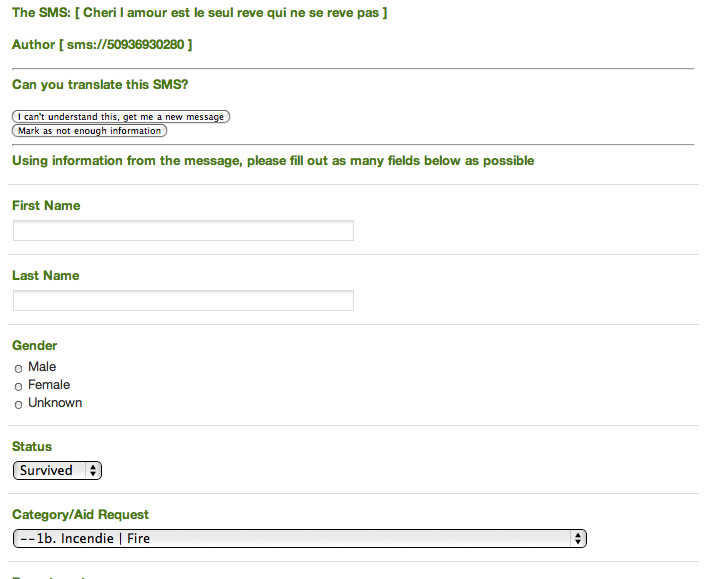 The SMS: [ Cheri l amour est le seul reve qui ne se reve pas ]
Author [ sms://50936930280 ]
Can you translate this SMS?
I can't understand this, get me a new message
Mark as not enough information
Using information from the message, please fill out as many fields below as possible
First Name
Last Name
Gender
Male
Female
Unknown
Status
Survived
Category/Aid Request
--1b. Incendie | Fire